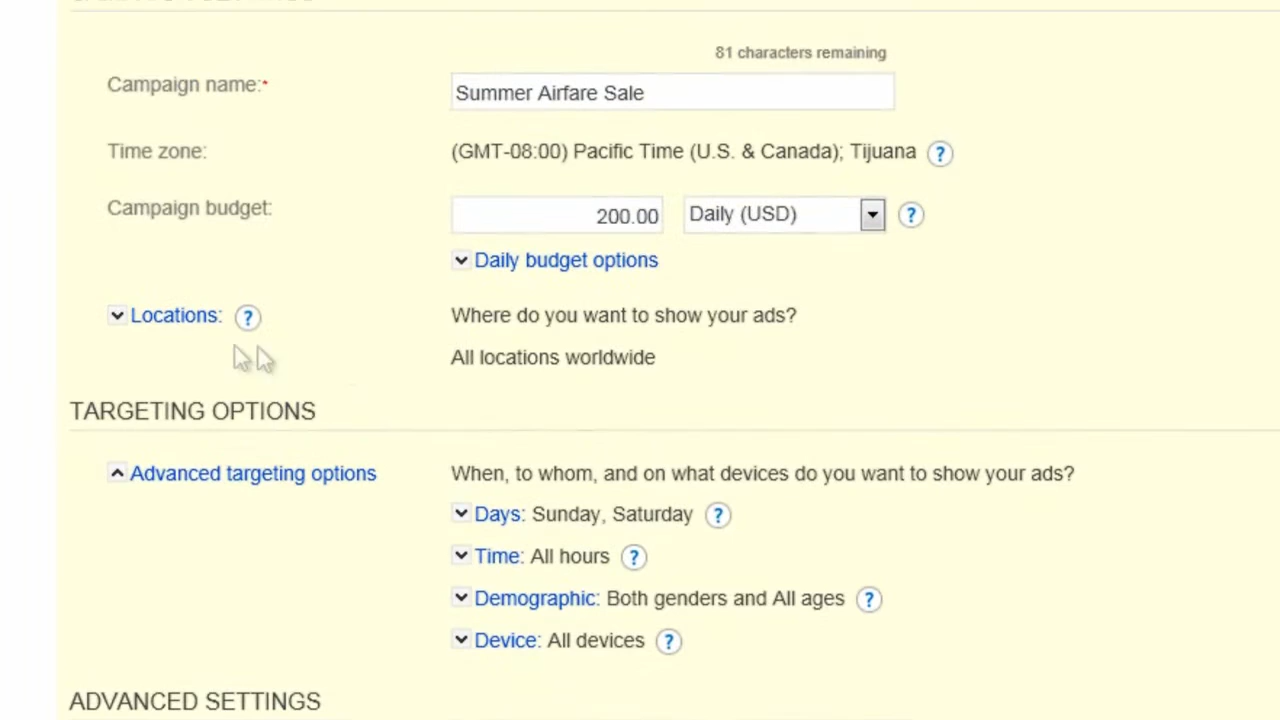 81 characters remaining
Campaign name:*
Summer Airfare Sale
Time zone:
(GMT-08:00) Pacific Time (U.S. & Canada); Tijuana ?
Campaign budget:
200.00
Daily (USD)
?
Daily budget options
Locations: ?
Where do you want to show your ads?
All locations worldwide
TARGETING OPTIONS
Advanced targeting options
When, to whom, and on what devices do you want to show your ads?
Days: Sunday, Saturday ?
Time: All hours ?
Demographic: Both genders and All ages ?
Device: All devices ?
ADVANCED SETTINGS